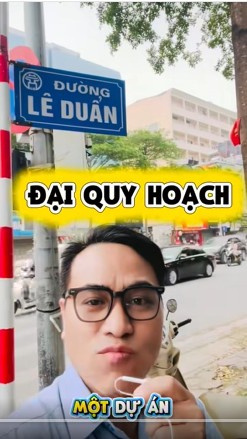 ĐƯỜNG
LÊ DUẨN
ĐẠI QUY HOẠCH
MỘT DỰ ÁN